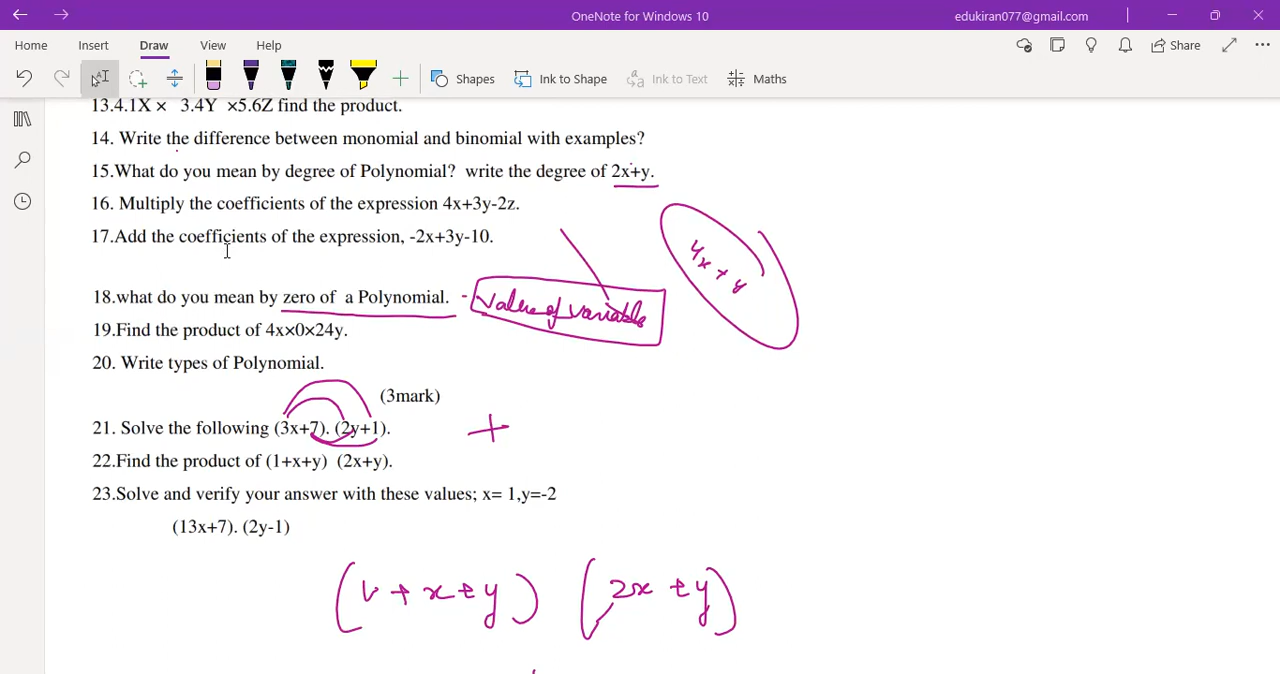 OneNote for Windows 10
edukiran077@gmail.com
Home Insert Draw View Help
Share
Shapes Ink to Shape Ink to Text Maths
13.4.1X × 3.4Y ×5.6Z find the product.
14. Write the difference between monomial and binomial with examples?
15.What do you mean by degree of Polynomial? write the degree of 2x+y.
16. Multiply the coefficients of the expression 4x+3y-2z.
17.Add the coefficients of the expression, -2x+3y-10.
4x + y
18.what do you mean by zero of a Polynomial. - Value of variable
19.Find the product of 4x×0×24y.
20. Write types of Polynomial.
(3mark)
21. Solve the following (3x+7). (2y+1). +
22.Find the product of (1+x+y) (2x+y).
23.Solve and verify your answer with these values; x= 1,y=-2
(13x+7). (2y-1)
(1 + x + y) (2x + y)